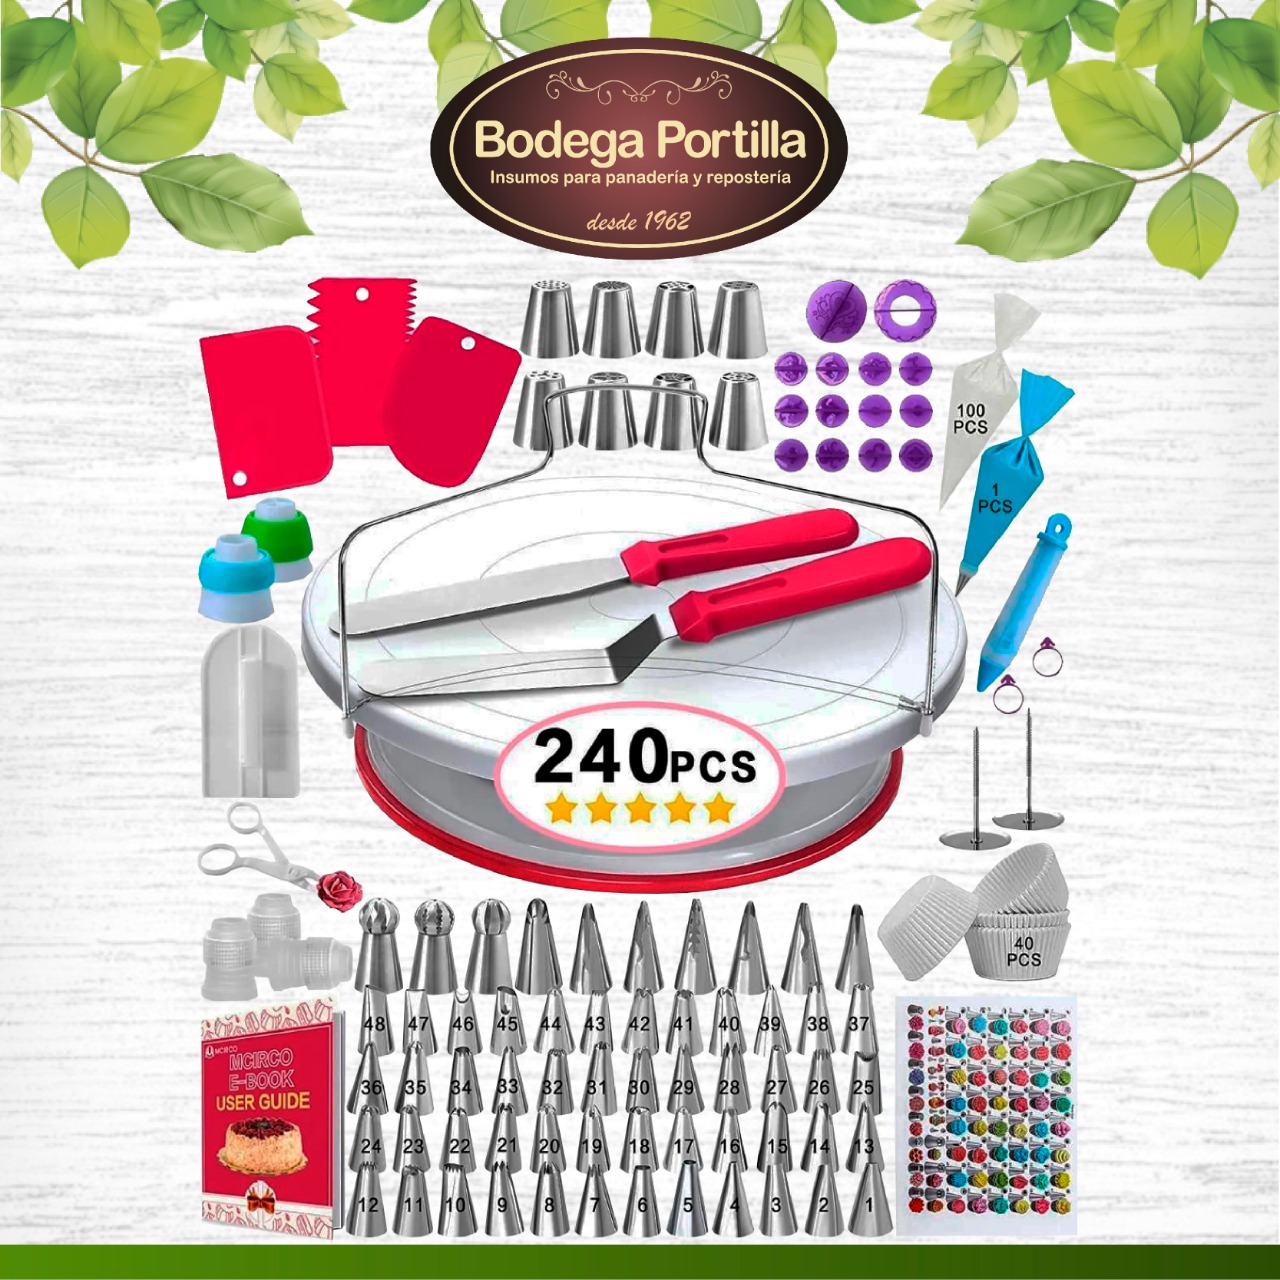 Bodega Portilla
Insumos para panadería y repostería
desde 1962
100
PCS
1
PCS
240PCS
40
PCS
MCIRCO
MCIRCO
E-BOOK
USER GUIDE
48 47 46 45 44 43 42 41 40 39 38 37
36 35 34 33 32 31 30 29 28 27 26 25
24 23 22 21 20 19 18 17 16 15 14 13
12 11 10 9 8 7 6 5 4 3 2 1